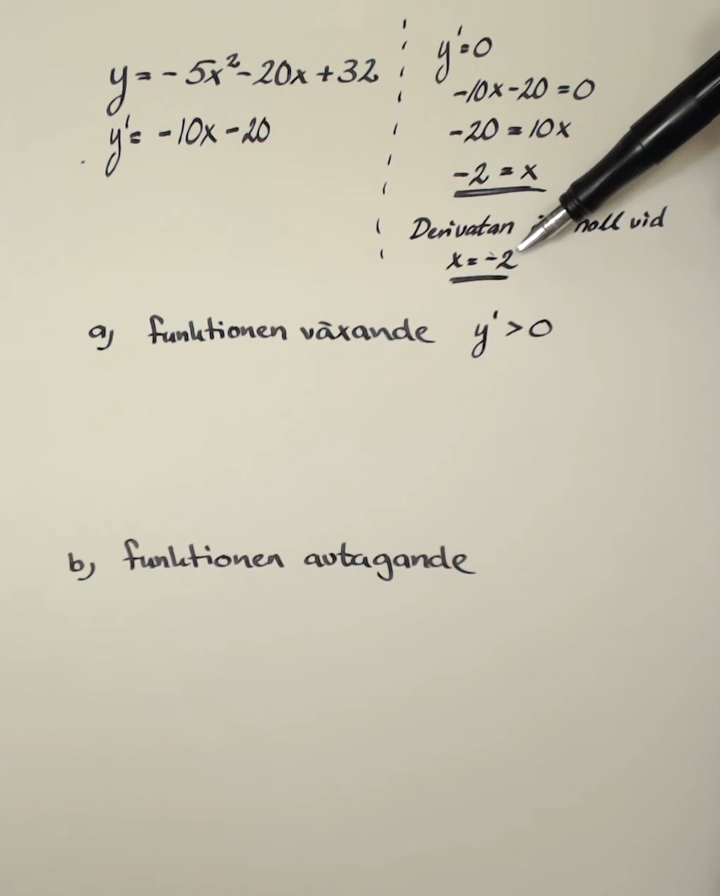 y = -5x²-20x+32
y' = -10x-20
y'=0
-10x-20=0
-20=10x
-2=x
Derivatan noll vid
x=-2
a) funktionen växande y'>0
b) funktionen avtagande